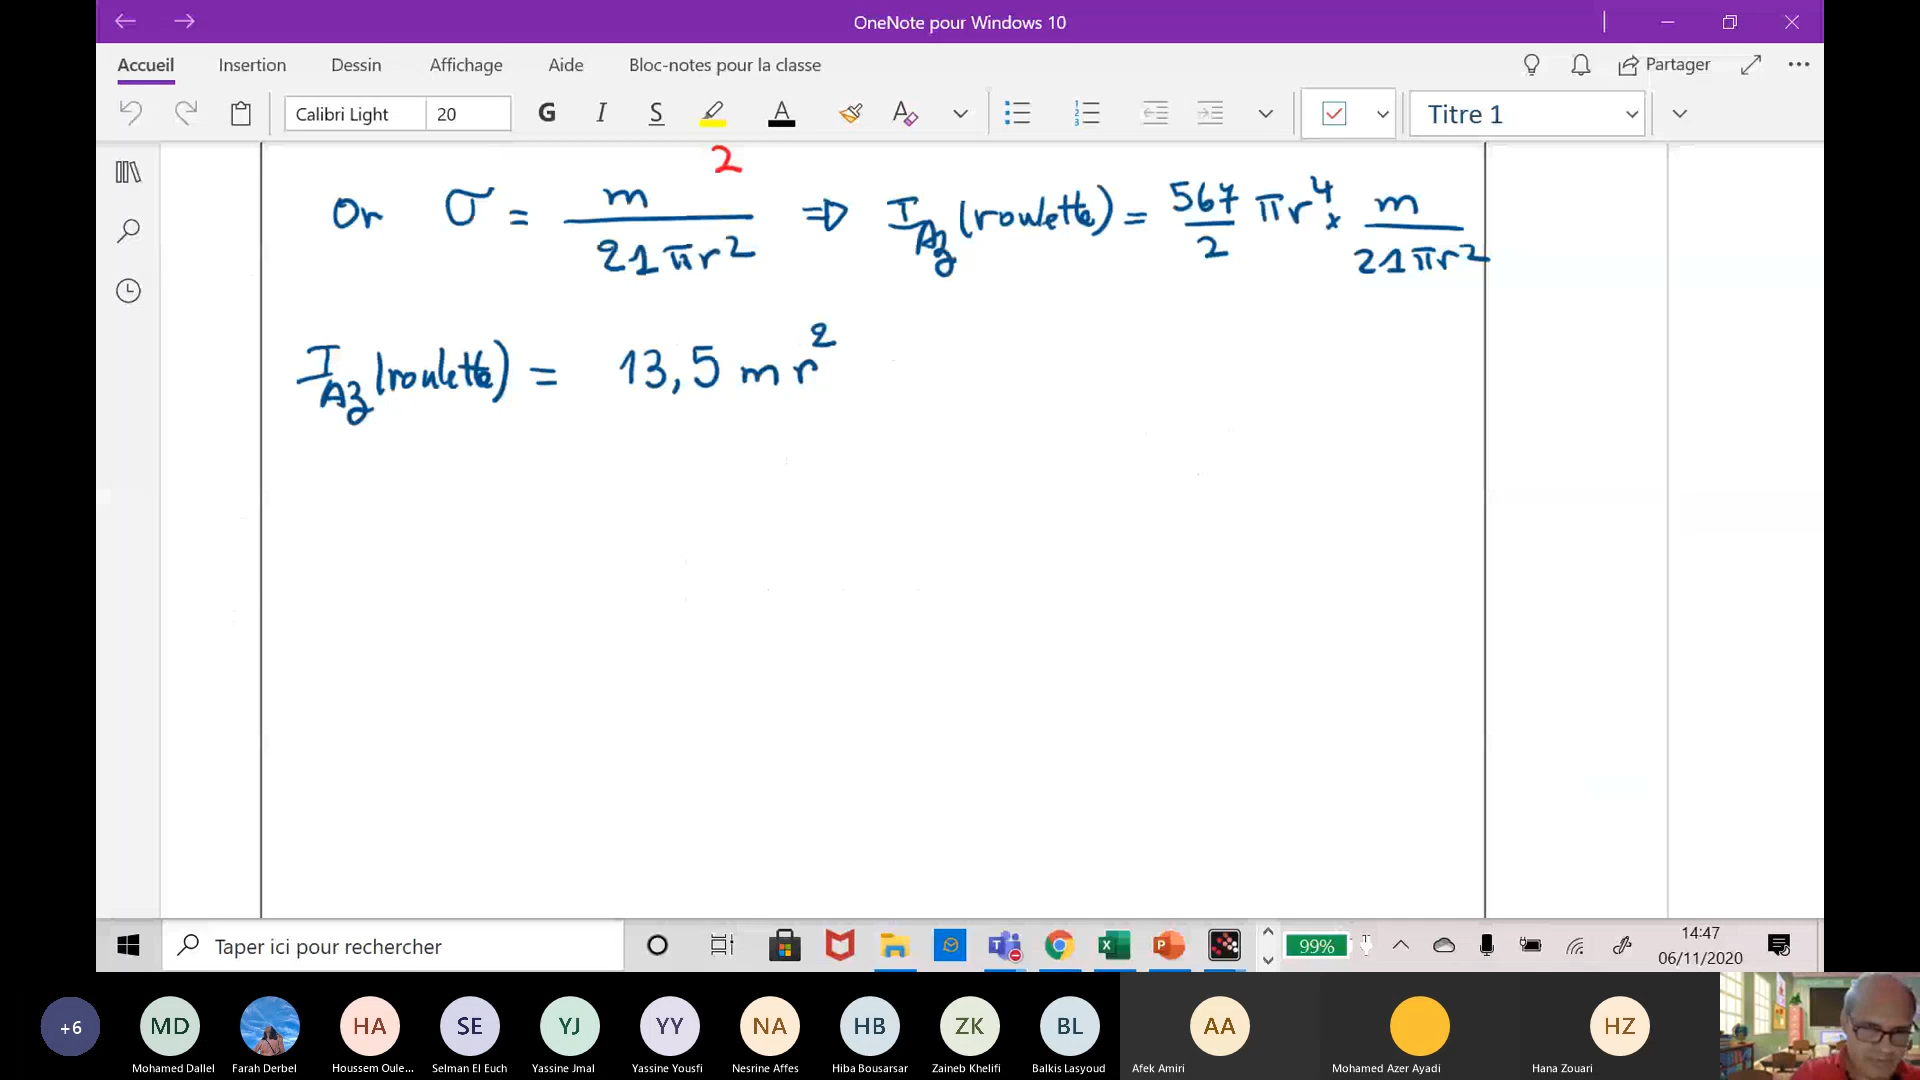 OneNote pour Windows 10
Accueil Insertion Dessin Affichage Aide Bloc-notes pour la classe Partager
Calibri Light 20 G I S A A Titre 1
2
Or σ = m / 21πr² ⇒ I_Az (roulette) = 567/2 πr⁴ × m / 21πr²
I_Az (roulette) = 13,5 m r²
Taper ici pour rechercher 99% 14:47
06/11/2020
+6 MD HA SE YJ YY NA HB ZK BL AA HZ
Mohamed Dallel Farah Derbel Houssem Oule... Selman El Euch Yassine Jmal Yassine Yousfi Nesrine Affes Hiba Bousarsar Zaineb Khelifi Balkis Lasyoud Afek Amiri Mohamed Azer Ayadi Hana Zouari